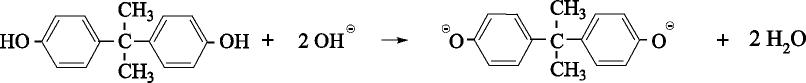 CH₃ CH₃
HO C OH + 2 OH⊖ → ⊖O C O⊖ + 2 H₂O
CH₃ CH₃